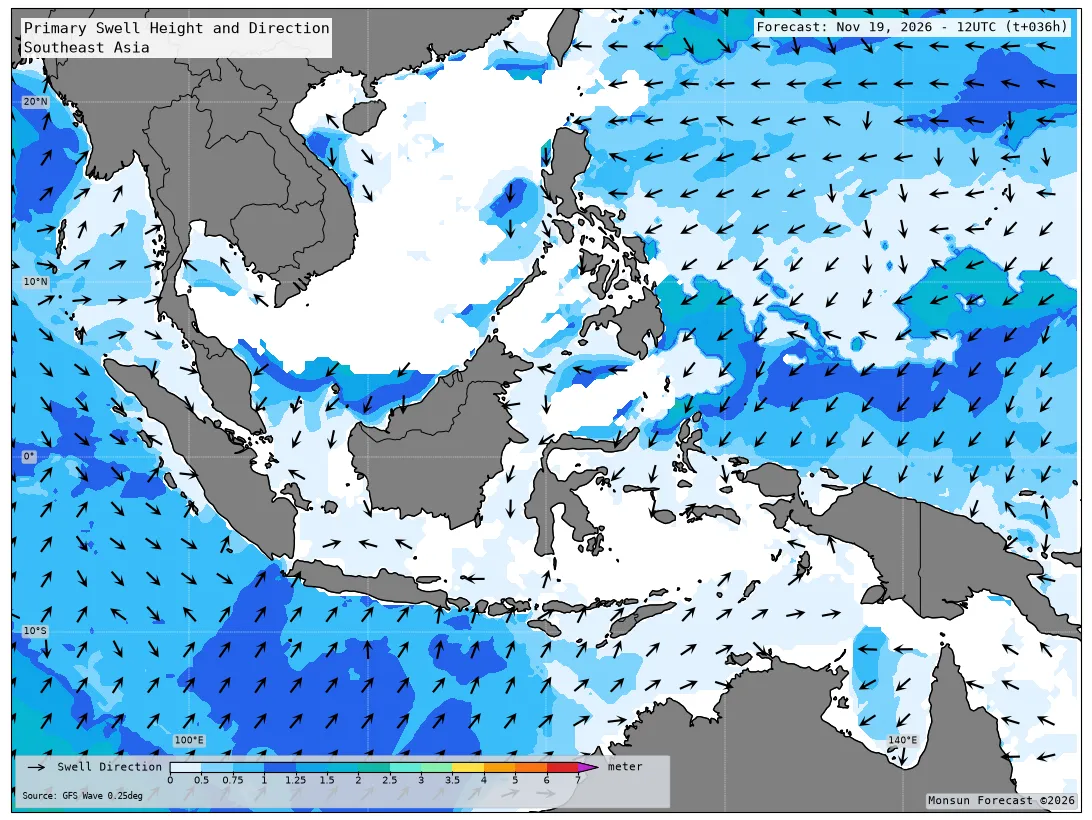 Primary Swell Height and Direction
Southeast Asia
Forecast: Nov 19, 2026 - 12UTC (t+036h)
20°N
10°N
0°
10°S
100°E
140°E
Swell Direction
0 0.5 0.75 1 1.25 1.5 2 2.5 3 3.5 4 5 6 7
meter
Source: GFS Wave 0.25deg
Monsun Forecast ©2026